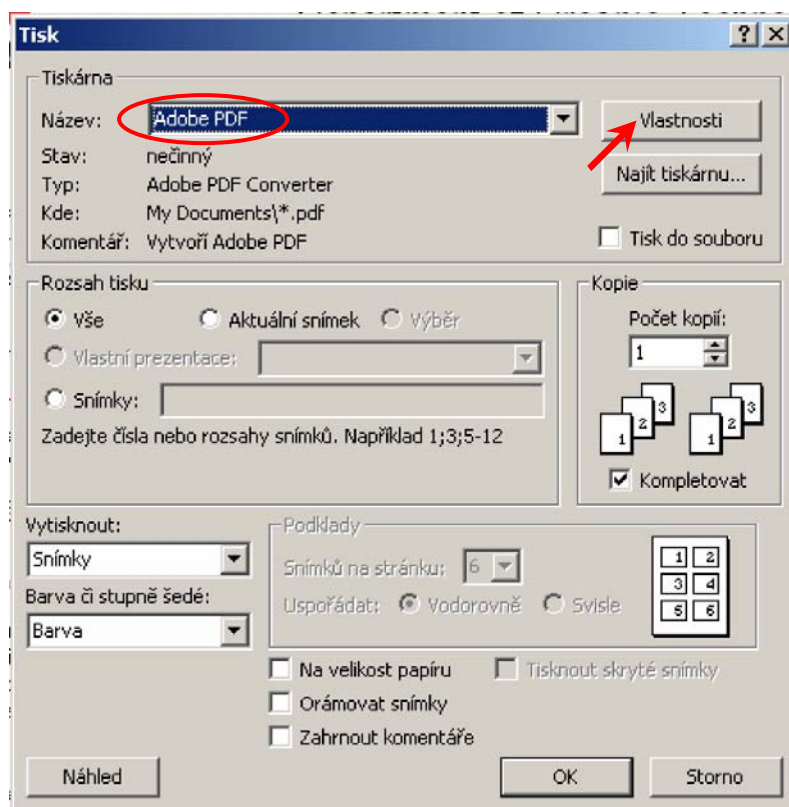 Tisk
Tiskárna
Název: Adobe PDF
Vlastnosti
Stav: nečinný
Typ: Adobe PDF Converter
Najít tiskárnu...
Kde: My Documents\*.pdf
Komentář: Vytvoří Adobe PDF
Tisk do souboru
Rozsah tisku
Vše Aktuální snímek Výběr
Vlastní prezentace:
Snímky:
Zadejte čísla nebo rozsahy snímků. Například 1;3;5-12
Kopie
Počet kopií:
1
1 2 3 1 2 3
Kompletovat
Vytisknout:
Snímky
Barva či stupně šedé:
Barva
Podklady
Snímků na stránku: 6
Uspořádat: Vodorovně Svisle
1 2
3 4
5 6
Na velikost papíru Tisknout skryté snímky
Orámovat snímky
Zahrnout komentáře
Náhled OK Storno